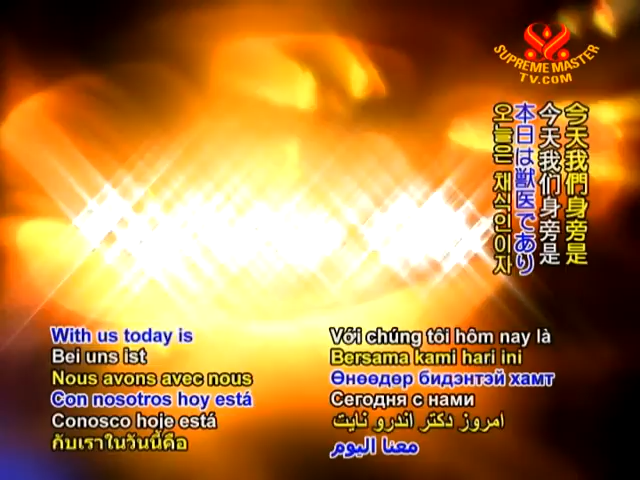 SUPREME MASTER
TV.COM
今天我們身旁是
今天我们身旁是
本日は獣医であり
오늘은 채식인이자
With us today is
Bei uns ist
Nous avons avec nous
Con nosotros hoy está
Conosco hoje está
กับเราในวันนี้คือ
Với chúng tôi hôm nay là
Bersama kami hari ini
Өнөөдөр бидэнтэй хамт
Сегодня с нами
امروز دکتر اندرو نایت
معنا اليوم